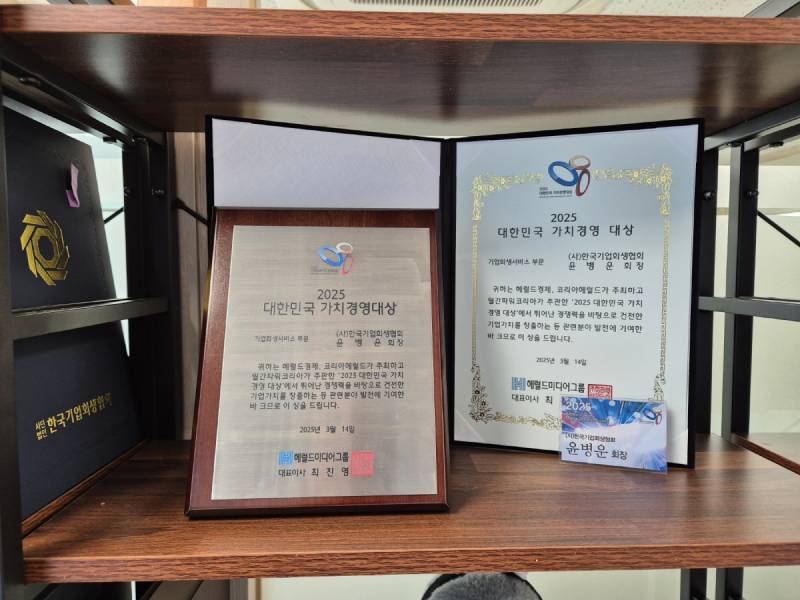 사단
법인 한국기업회생협회
2025
대한민국 가치경영대상
기업회생서비스 부문
(사)한국기업회생협회
윤 병 운 회장
귀하는 헤럴드경제, 코리아헤럴드가 주최하고
월간파워코리아가 주관한 '2025 대한민국 가치
경영 대상'에서 뛰어난 경쟁력을 바탕으로 건전한
기업가치를 창출하는 등 관련분야 발전에 기여한
바 크므로 이 상을 드립니다.
2025년 3월 14일
헤럴드미디어그룹
대표이사 최 진 영
2025
대한민국 가치경영 대상
기업회생서비스 부문
(사)한국기업회생협회
윤 병 운 회 장
귀하는 헤럴드경제, 코리아헤럴드가 주최하고
월간파워코리아가 주관한 '2025 대한민국 가치
경영 대상'에서 뛰어난 경쟁력을 바탕으로 건전한
기업가치를 창출하는 등 관련분야 발전에 기여한
바 크므로 이 상을 드립니다.
2025년 3월 14일
헤럴드미디어그룹
대표이사 최
2025
(사)한국기업회생협회
윤병운 회장